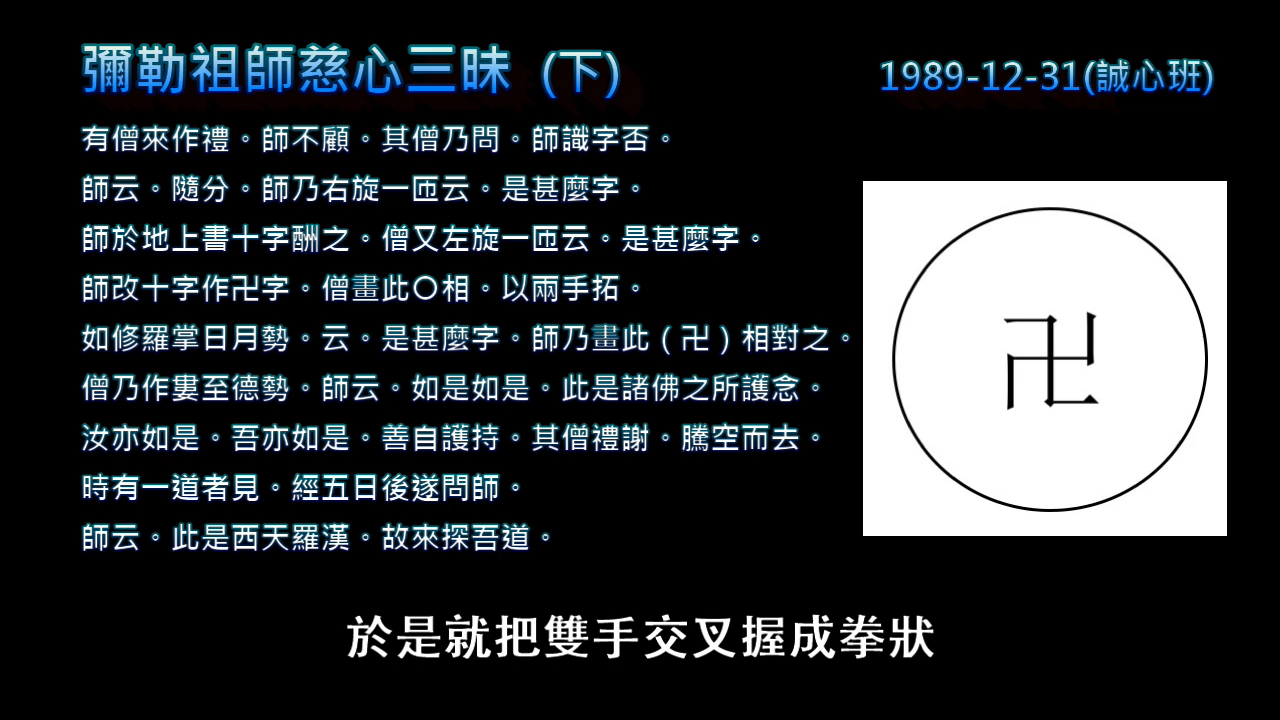 彌勒祖師慈心三昧 (下)
1989-12-31(誠心班)
有僧來作禮。師不顧。其僧乃問。師識字否。
師云。隨分。師乃右旋一匝云。是甚麼字。
師於地上書十字酬之。僧又左旋一匝云。是甚麼字。
師改十字作卍字。僧畫此〇相。以兩手拓。
如修羅掌日月勢。云。是甚麼字。師乃畫此(卍)相對之。
僧乃作婁至德勢。師云。如是如是。此是諸佛之所護念。
汝亦如是。吾亦如是。善自護持。其僧禮謝。騰空而去。
時有一道者見。經五日後遂問師。
師云。此是西天羅漢。故來探吾道。
卍
於是就把雙手交叉握成拳狀